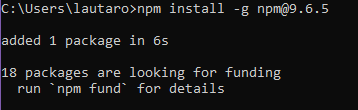 C:\Users\lautaro>npm install -g npm@9.6.5
added 1 package in 6s
18 packages are looking for funding
run `npm fund` for details